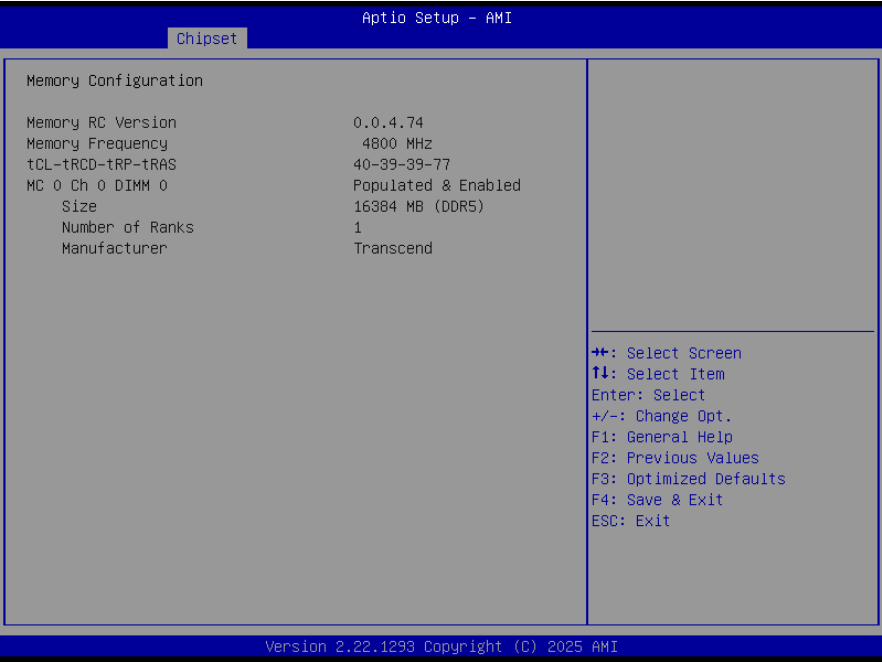 Aptio Setup – AMI
Chipset
Memory Configuration
Memory RC Version 0.0.4.74
Memory Frequency 4800 MHz
tCL-tRCD-tRP-tRAS 40-39-39-77
MC 0 Ch 0 DIMM 0 Populated & Enabled
Size 16384 MB (DDR5)
Number of Ranks 1
Manufacturer Transcend
→←: Select Screen
↑↓: Select Item
Enter: Select
+/-: Change Opt.
F1: General Help
F2: Previous Values
F3: Optimized Defaults
F4: Save & Exit
ESC: Exit
Version 2.22.1293 Copyright (C) 2025 AMI